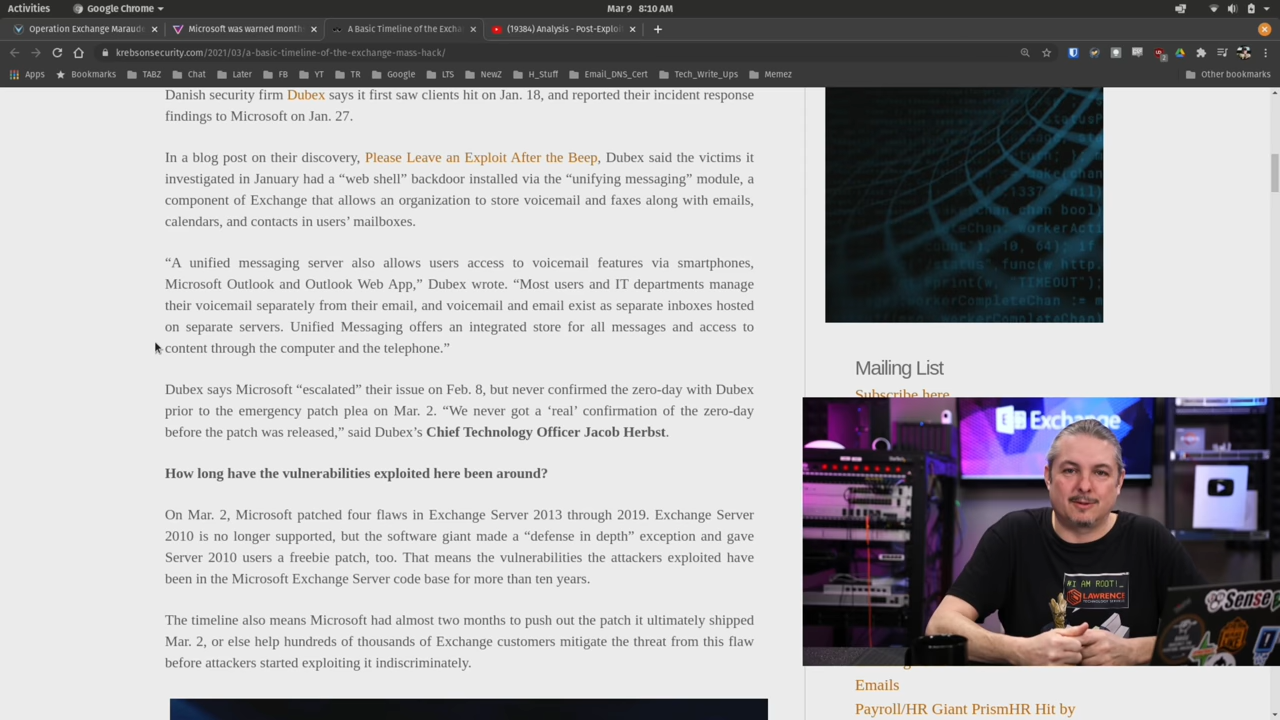 Activities
Google Chrome
Mar 9 8:10 AM
Operation Exchange Maraude
Microsoft was warned month
A Basic Timeline of the Excha
(19384) Analysis - Post-Exploit
krebsonsecurity.com/2021/03/a-basic-timeline-of-the-exchange-mass-hack/
Apps
Bookmarks
TABZ
Chat
Later
FB
YT
TR
Google
LTS
NewZ
H_Stuff
Email_DNS_Cert
Tech_Write_Ups
Memez
Other bookmarks
Danish security firm Dubex says it first saw clients hit on Jan. 18, and reported their incident response
findings to Microsoft on Jan. 27.
In a blog post on their discovery, Please Leave an Exploit After the Beep, Dubex said the victims it
investigated in January had a “web shell” backdoor installed via the “unifying messaging” module, a
component of Exchange that allows an organization to store voicemail and faxes along with emails,
calendars, and contacts in users’ mailboxes.
“A unified messaging server also allows users access to voicemail features via smartphones,
Microsoft Outlook and Outlook Web App,” Dubex wrote. “Most users and IT departments manage
their voicemail separately from their email, and voicemail and email exist as separate inboxes hosted
on separate servers. Unified Messaging offers an integrated store for all messages and access to
content through the computer and the telephone.”
Dubex says Microsoft “escalated” their issue on Feb. 8, but never confirmed the zero-day with Dubex
prior to the emergency patch plea on Mar. 2. “We never got a ‘real’ confirmation of the zero-day
before the patch was released,” said Dubex’s Chief Technology Officer Jacob Herbst.
How long have the vulnerabilities exploited here been around?
On Mar. 2, Microsoft patched four flaws in Exchange Server 2013 through 2019. Exchange Server
2010 is no longer supported, but the software giant made a “defense in depth” exception and gave
Server 2010 users a freebie patch, too. That means the vulnerabilities the attackers exploited have
been in the Microsoft Exchange Server code base for more than ten years.
The timeline also means Microsoft had almost two months to push out the patch it ultimately shipped
Mar. 2, or else help hundreds of thousands of Exchange customers mitigate the threat from this flaw
before attackers started exploiting it indiscriminately.
chan bool)
10, 64); if
"TIMEOUT")
workerCompleteChan
Mailing List
Subscribe here
Exchange
#I AM ROOT!_
LAWRENCE
Sense
Emails
Payroll/HR Giant PrismHR Hit by